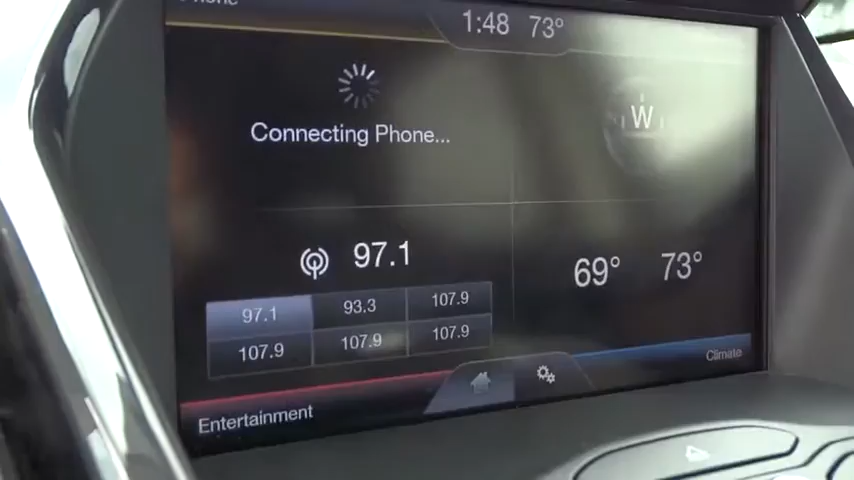 Phone
1:48 73°
Connecting Phone...
W
97.1
69° 73°
97.1 93.3 107.9
107.9 107.9 107.9
Climate
Entertainment